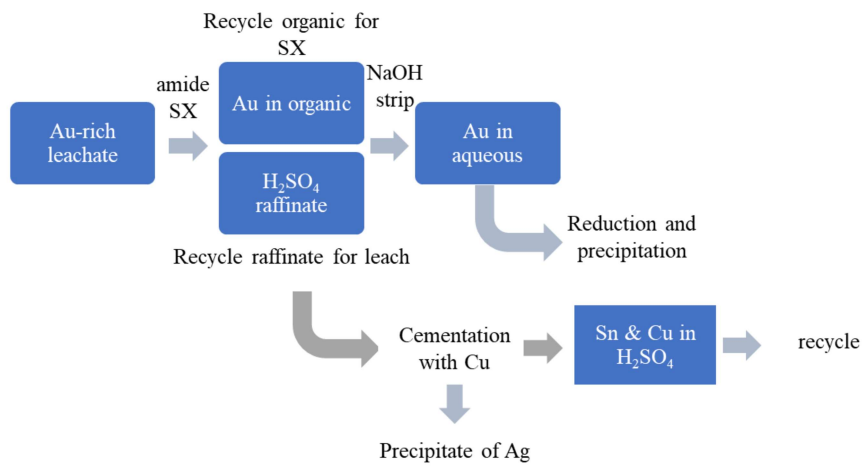 Recycle organic for
SX
amide
SX
NaOH
strip
Au-rich
leachate
Au in organic
H₂SO₄
raffinate
Au in
aqueous
Recycle raffinate for leach
Reduction and
precipitation
Cementation
with Cu
Sn & Cu in
H₂SO₄
recycle
Precipitate of Ag